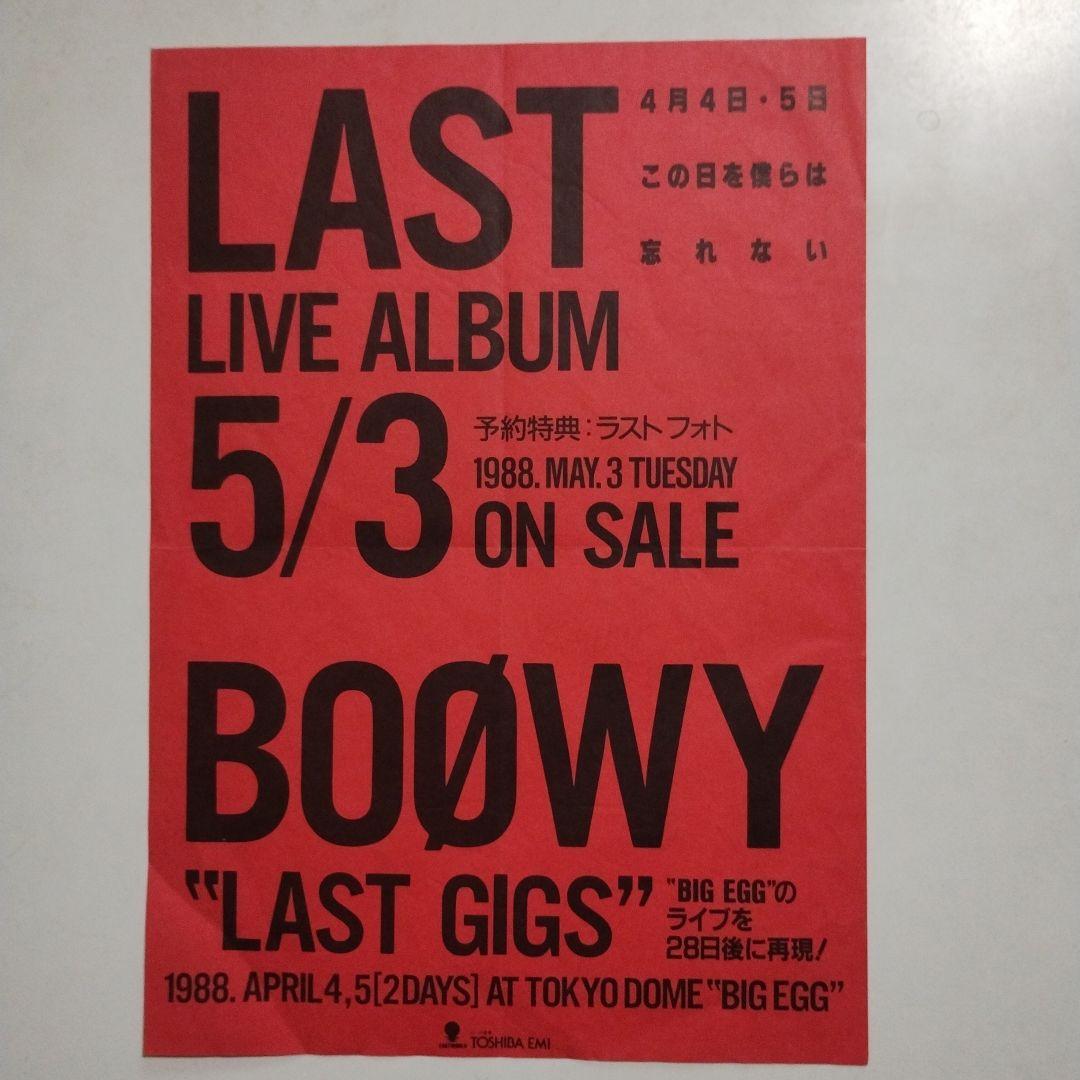 LAST
4月4日・5日
この日を僕らは
忘れない
LIVE ALBUM
5/3
予約特典:ラスト フォト
1988. MAY. 3 TUESDAY
ON SALE
BOØWY
"LAST GIGS"
"BIG EGG"の
ライブを
28日後に再現!
1988. APRIL 4,5[2DAYS] AT TOKYO DOME "BIG EGG"
TOSHIBA EMI